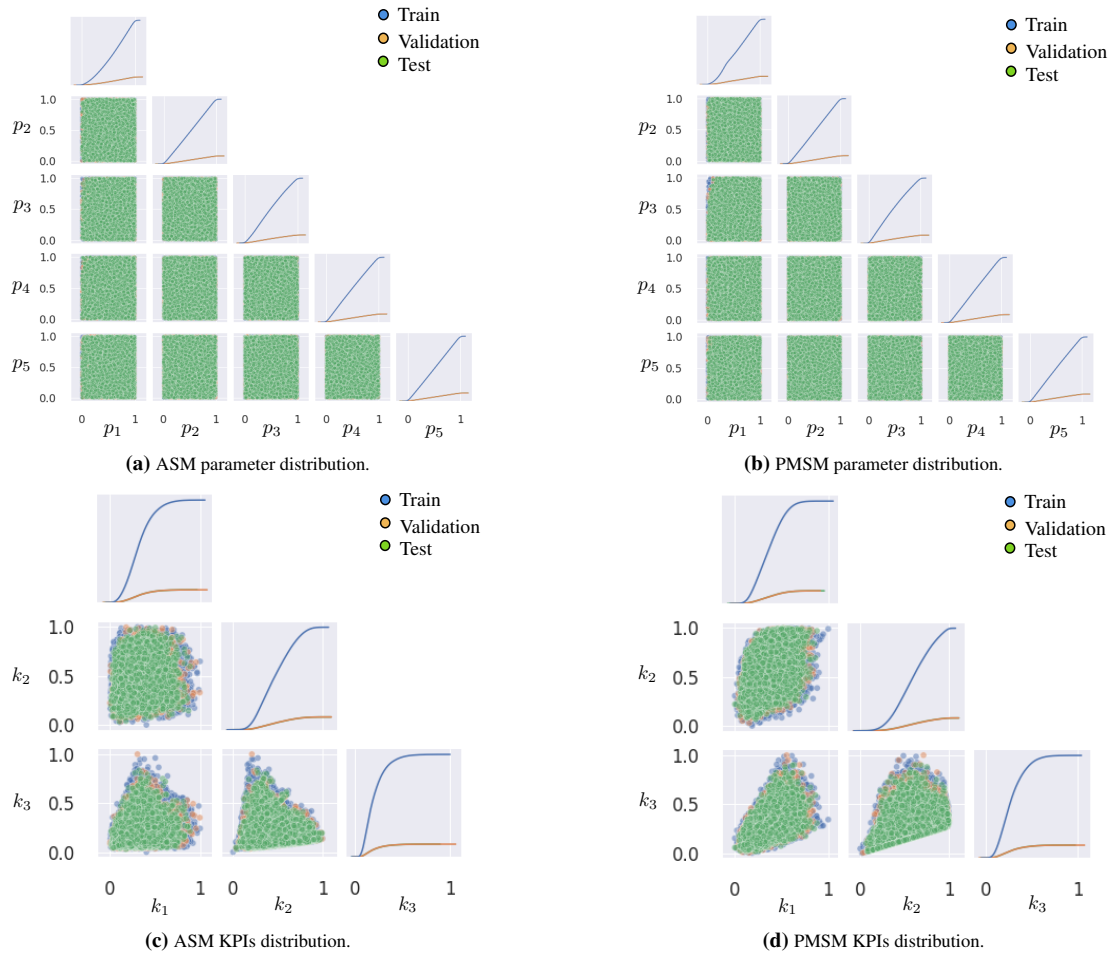 Train
Validation
Test
1.0
p2
0.5
0.0
1.0
p3
0.5
0.0
1.0
p4
0.5
0.0
1.0
p5
0.5
0.0
0 1 0 1 0 1 0 1 0 1
p1 p2 p3 p4 p5
(a) ASM parameter distribution.
Train
Validation
Test
1.0
p2
0.5
0.0
1.0
p3
0.5
0.0
1.0
p4
0.5
0.0
1.0
p5
0.5
0.0
0 1 0 1 0 1 0 1 0 1
p1 p2 p3 p4 p5
(b) PMSM parameter distribution.
Train
Validation
Test
1.0
k2
0.5
0.0
1.0
k3
0.5
0.0
0 1 0 1 0 1
k1 k2 k3
(c) ASM KPIs distribution.
Train
Validation
Test
1.0
k2
0.5
0.0
1.0
k3
0.5
0.0
0 1 0 1 0 1
k1 k2 k3
(d) PMSM KPIs distribution.